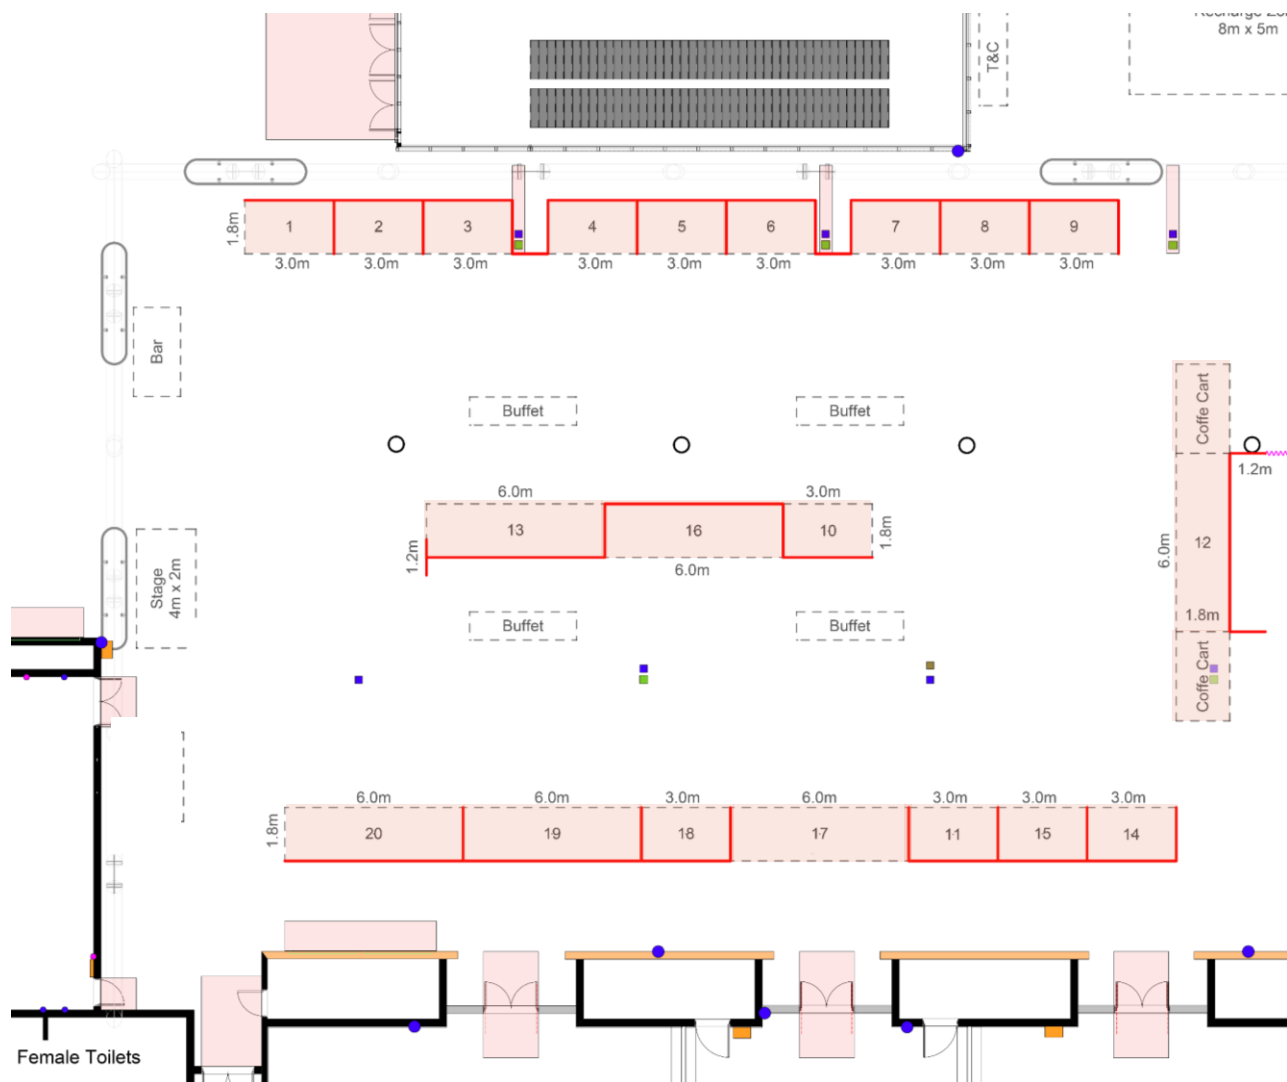 Recharge Zo
8m x 5m
T&C
1.8m
1
2
3
4
5
6
7
8
9
3.0m
3.0m
3.0m
3.0m
3.0m
3.0m
3.0m
3.0m
3.0m
Bar
Buffet
Buffet
Coffe Cart
1.2m
6.0m
3.0m
13
16
10
1.8m
1.2m
6.0m
6.0m
12
1.8m
Stage
4m x 2m
Buffet
Buffet
Coffe Cart
6.0m
6.0m
3.0m
6.0m
3.0m
3.0m
3.0m
1.8m
20
19
18
17
11
15
14
Female Toilets